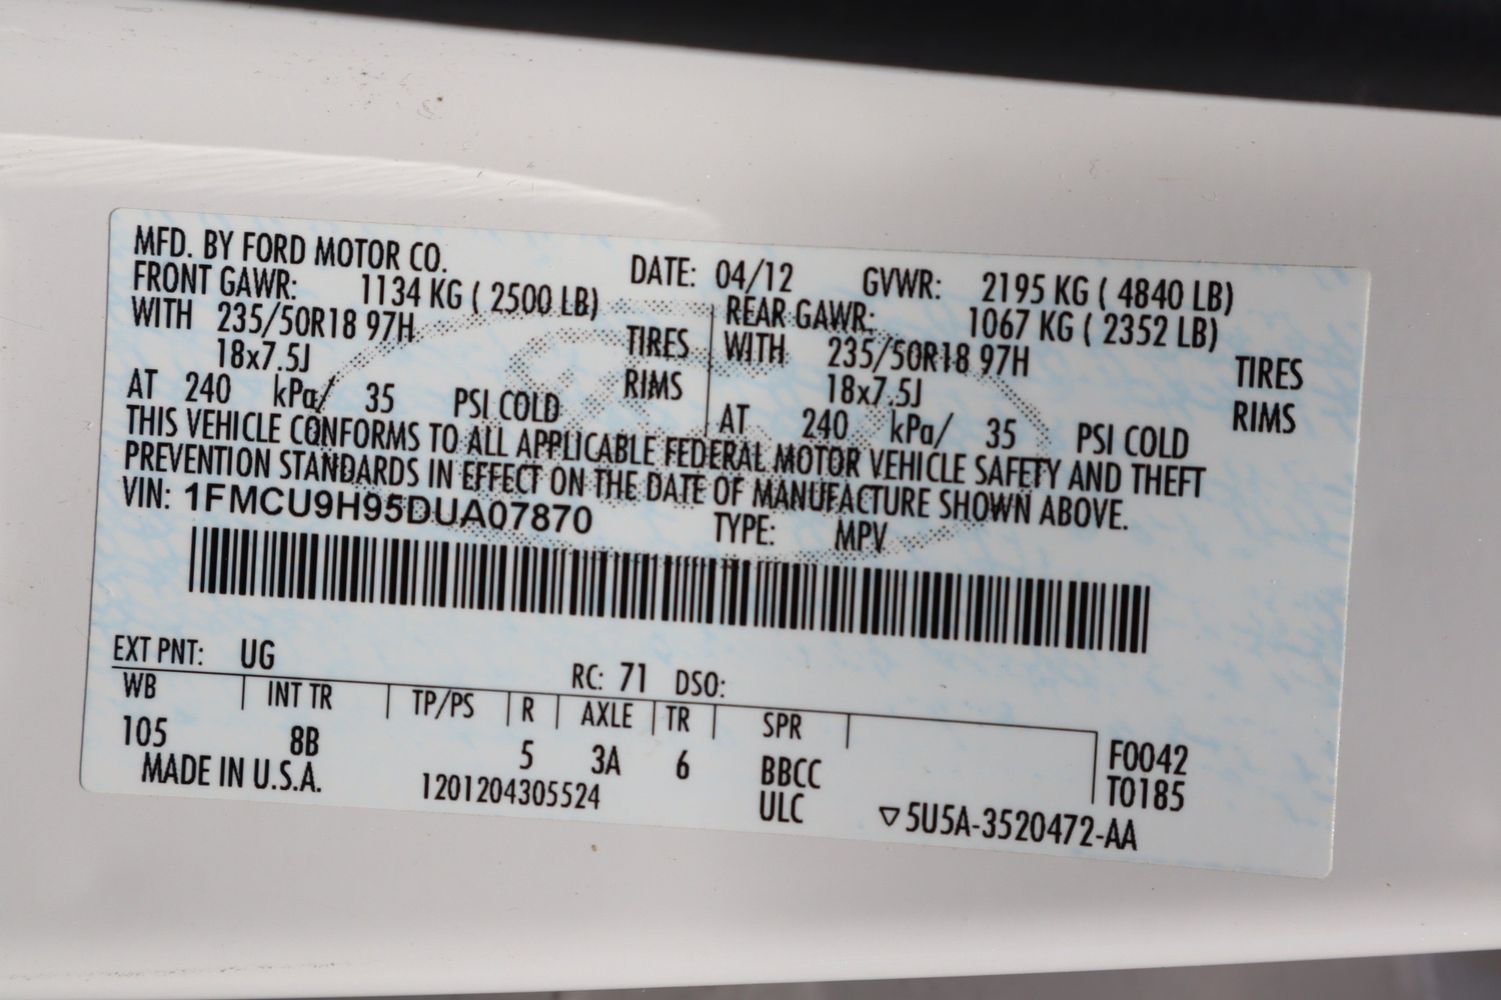 MFD. BY FORD MOTOR CO. DATE: 04/12 GVWR: 2195 KG ( 4840 LB)
FRONT GAWR: 1134 KG ( 2500 LB) REAR GAWR: 1067 KG ( 2352 LB)
WITH 235/50R18 97H TIRES WITH 235/50R18 97H TIRES
18x7.5J RIMS 18x7.5J RIMS
AT 240 kPa/ 35 PSI COLD AT 240 kPa/ 35 PSI COLD
THIS VEHICLE CONFORMS TO ALL APPLICABLE FEDERAL MOTOR VEHICLE SAFETY AND THEFT
PREVENTION STANDARDS IN EFFECT ON THE DATE OF MANUFACTURE SHOWN ABOVE.
VIN: 1FMCU9H95DUA07870 TYPE: MPV
EXT PNT: UG RC: 71 DSO:
WB INT TR TP/PS R AXLE TR SPR
105 8B 5 3A 6 BBCC F0042
ULC T0185
MADE IN U.S.A. 1201204305524 ▽5U5A-3520472-AA